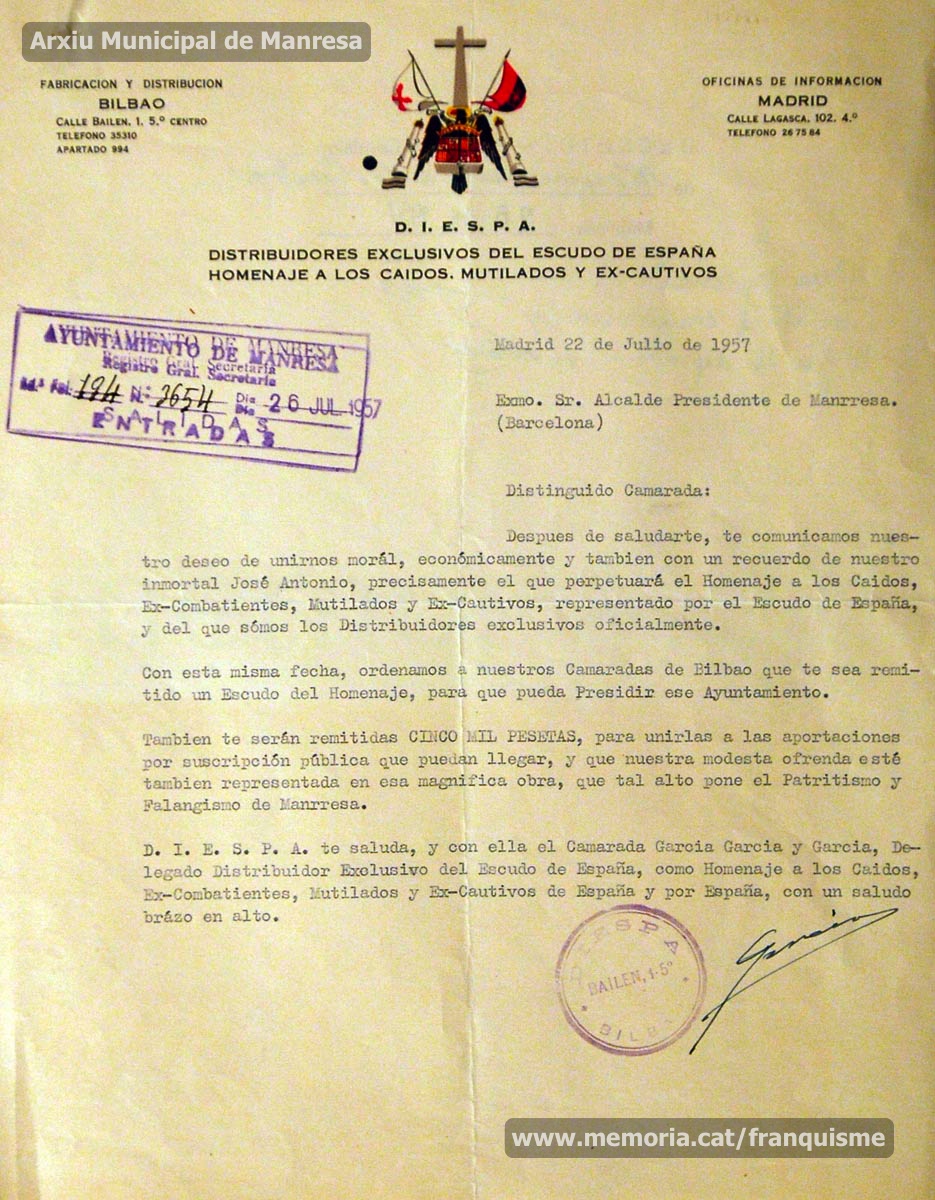 Arxiu Municipal de Manresa
FABRICACION Y DISTRIBUCION
BILBAO
CALLE BAILEN, 1. 5.º CENTRO
TELEFONO 35310
APARTADO 994
OFICINAS DE INFORMACION
MADRID
CALLE LAGASCA, 102. 4.º
TELEFONO 26 75 84
D. I. E. S. P. A.
DISTRIBUIDORES EXCLUSIVOS DEL ESCUDO DE ESPAÑA
HOMENAJE A LOS CAIDOS, MUTILADOS Y EX-CAUTIVOS
AYUNTAMIENTO DE MANRESA
Registro Gral. Secretaria
Fol. 124 N.º 3654 Dia 26 JUL 1957
SALIDAS
ENTRADAS
Madrid 22 de Julio de 1957
Exmo. Sr. Alcalde Presidente de Manrresa.
(Barcelona)
Distinguido Camarada:
Despues de saludarte, te comunicamos nues-
tro deseo de unirnos morál, económicamente y tambien con un recuerdo de nuestro
inmortal José Antonio, precisamente el que perpetuará el Homenaje a los Caidos,
Ex-Combatientes, Mutilados y Ex-Cautivos, representado por el Escudo de España,
y del que sómos los Distribuidores exclusivos oficialmente.
Con esta misma fecha, ordenamos a nuestros Camaradas de Bilbao que te sea remi-
tido un Escudo del Homenaje, para que pueda Presidir ese Ayuntamiento.
Tambien te serán remitidas CINCO MIL PESETAS, para unirlas a las aportaciones
por suscripción pública que puedan llegar, y que nuestra modesta ofrenda esté
tambien representada en esa magnifica obra, que tal alto pone el Patritismo y
Falangismo de Manrresa.
D. I. E. S. P. A. te saluda, y con ella el Camarada Garcia Garcia y Garcia, De-
legado Distribuidor Exclusivo del Escudo de España, como Homenaje a los Caidos,
Ex-Combatientes, Mutilados y Ex-Cautivos de España y por España, con un saludo
brázo en alto.
DIESPA
BAILEN, 1-5º
BILB
García
www.memoria.cat/franquisme